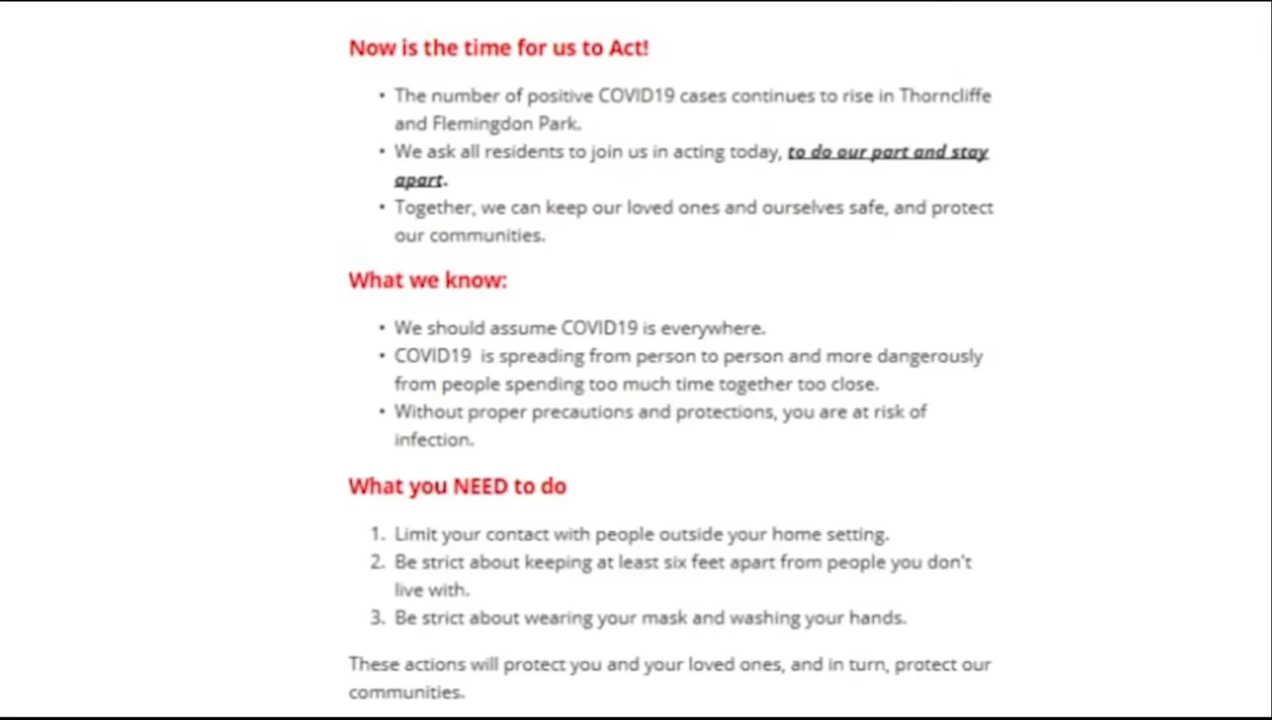 Now is the time for us to Act!
• The number of positive COVID19 cases continues to rise in Thorncliffe
and Flemingdon Park.
• We ask all residents to join us in acting today, to do our part and stay
apart.
• Together, we can keep our loved ones and ourselves safe, and protect
our communities.
What we know:
• We should assume COVID19 is everywhere.
• COVID19 is spreading from person to person and more dangerously
from people spending too much time together too close.
• Without proper precautions and protections, you are at risk of
infection.
What you NEED to do
1. Limit your contact with people outside your home setting.
2. Be strict about keeping at least six feet apart from people you don't
live with.
3. Be strict about wearing your mask and washing your hands.
These actions will protect you and your loved ones, and in turn, protect our
communities.